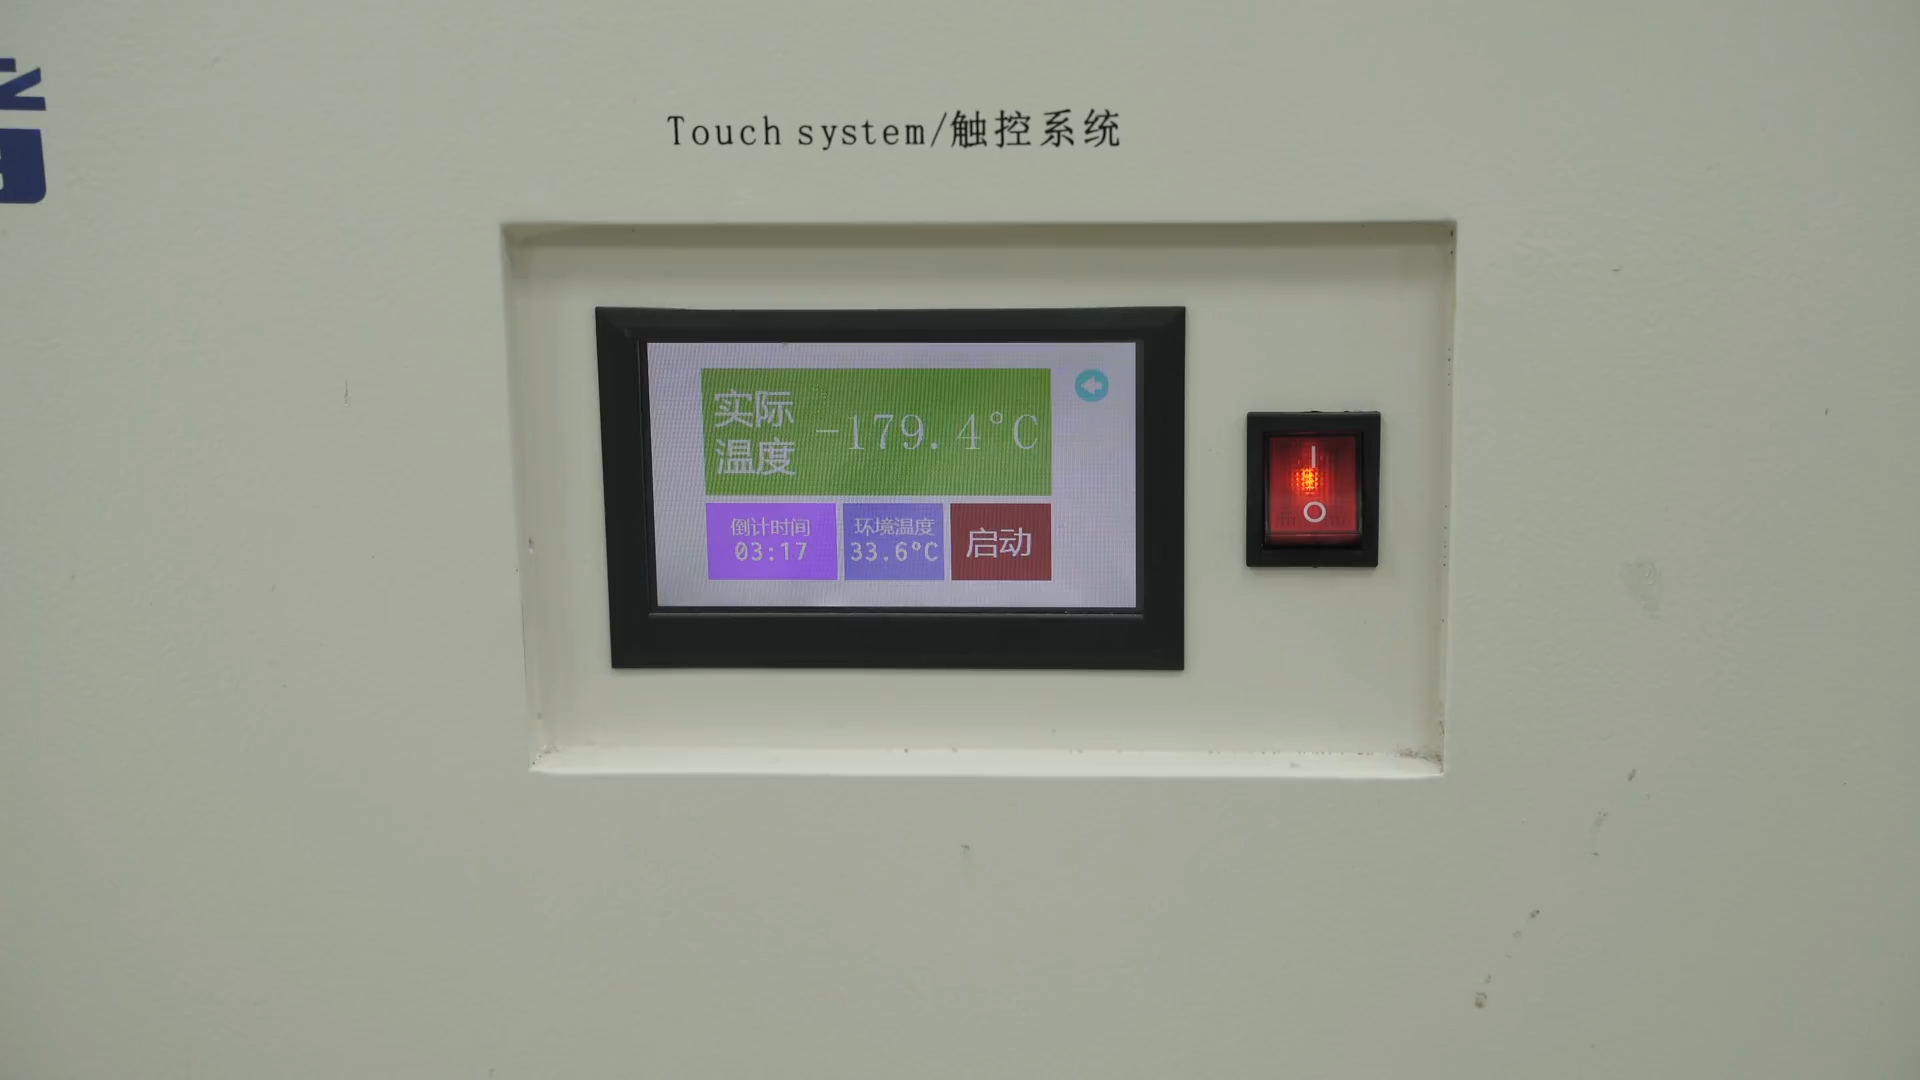 Touch system/触控系统
实际
温度
-179.4°C
倒计时间
03:17
环境温度
33.6°C
启动